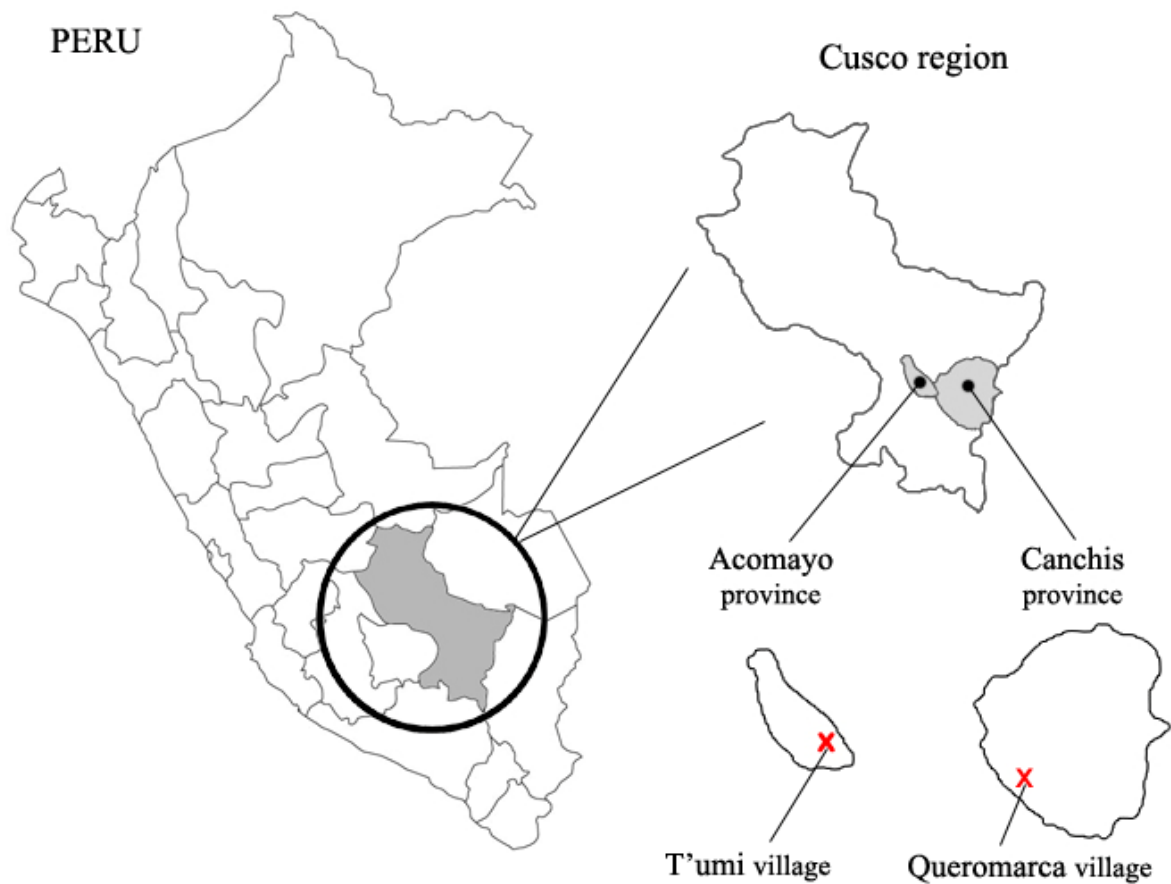 PERU
Cusco region
Acomayo
province
Canchis
province
X
X
T'umi village
Queromarca village